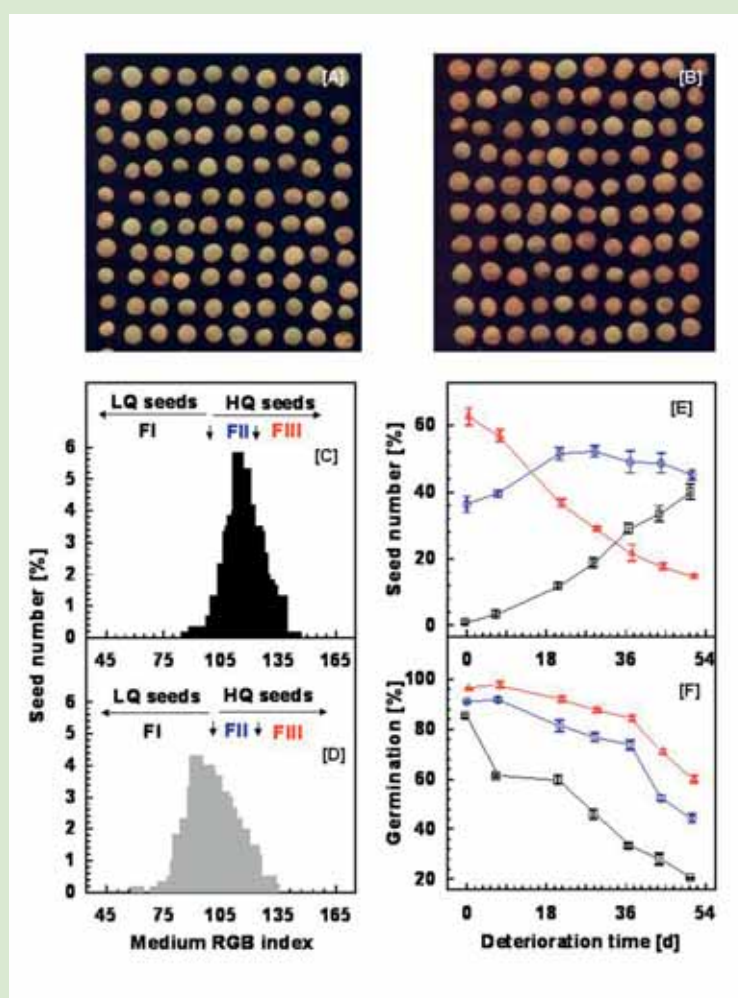 [A]
[B]
LQ seeds HQ seeds
FI FII FIII
[C]
6
5
4
3
2
1
0
45 75 105 135 165
Seed number [%]
LQ seeds HQ seeds
FI FII FIII
[D]
6
5
4
3
2
1
0
45 75 105 135 165
Medium RGB index
[E]
60
40
20
0
Seed number [%]
0 18 36 54
[F]
100
80
60
40
20
Germination [%]
0 18 36 54
Deterioration time [d]